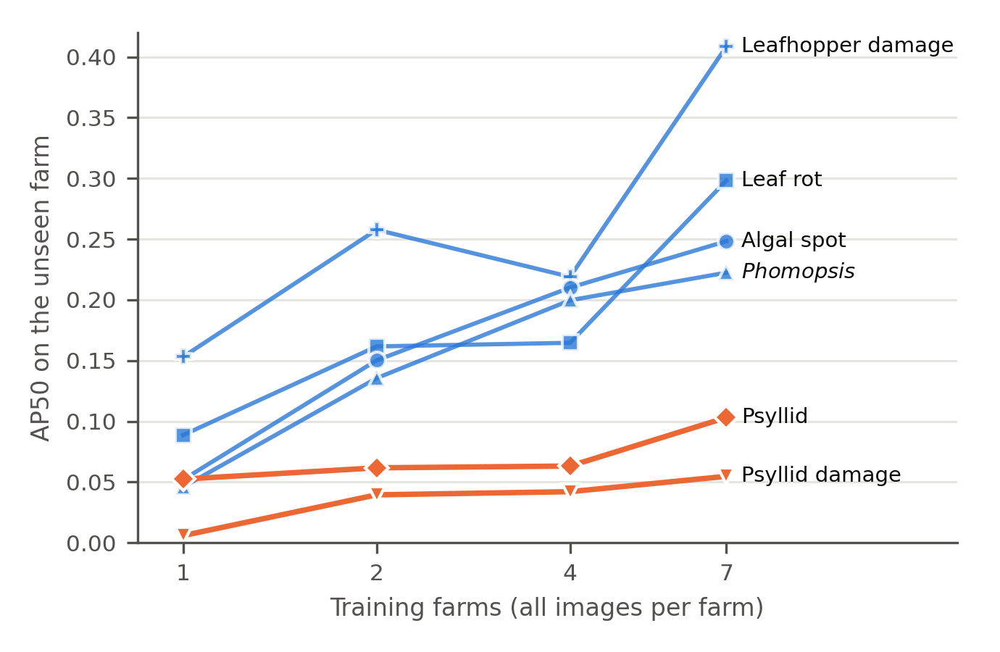 0.40
0.35
0.30
0.25
0.20
0.15
0.10
0.05
0.00
AP50 on the unseen farm
Leafhopper damage
Leaf rot
Algal spot
Phomopsis
Psyllid
Psyllid damage
1 2 4 7
Training farms (all images per farm)